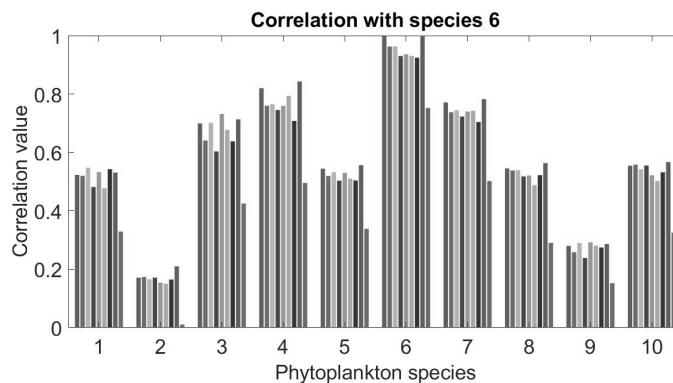 Correlation with species 6
1
0.8
0.6
0.4
0.2
0
Correlation value
1 2 3 4 5 6 7 8 9 10
Phytoplankton species